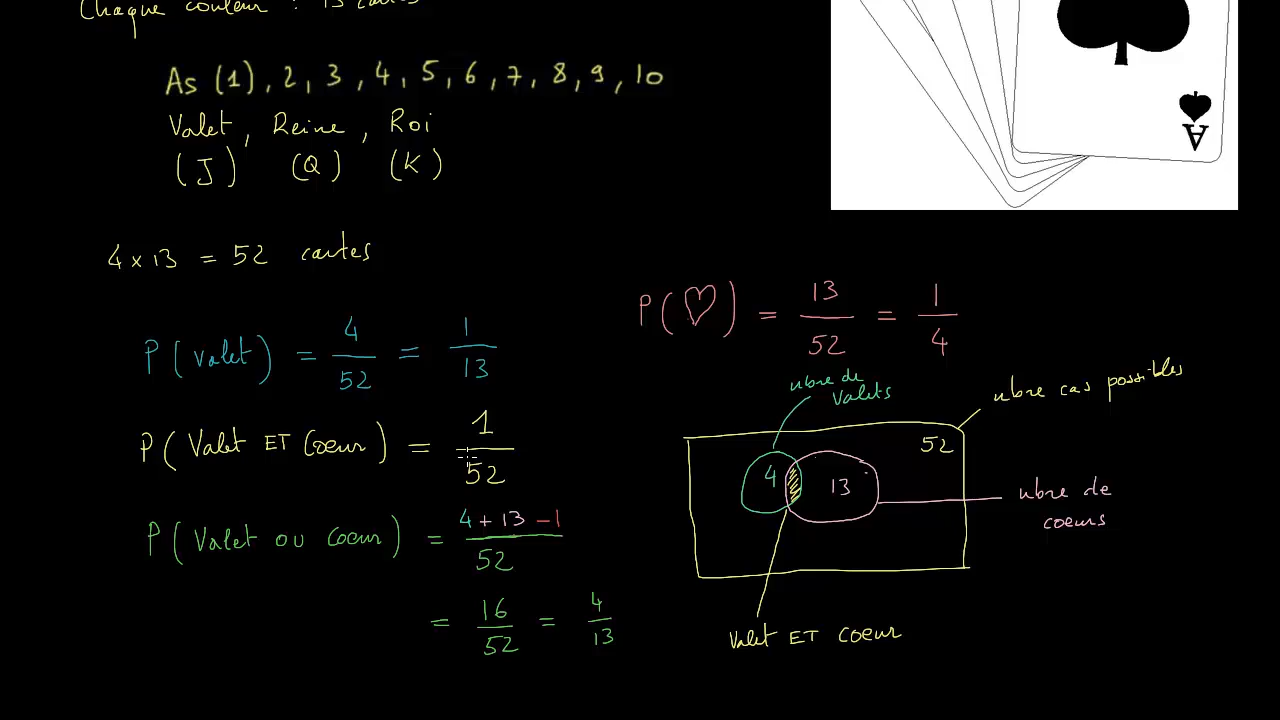 Chaque couleur : 13 cartes
As (1), 2, 3, 4, 5, 6, 7, 8, 9, 10
Valet, Reine, Roi
(J) (Q) (K)
A
4 x 13 = 52 cartes
P(♡) = 13/52 = 1/4
P(Valet) = 4/52 = 1/13
P(Valet ET Coeur) = 1/52
P(Valet ou coeur) = 4 + 13 - 1/52
= 16/52 = 4/13
nbre de valets
nbre cas possibles
52
4
13
nbre de coeurs
Valet ET coeur